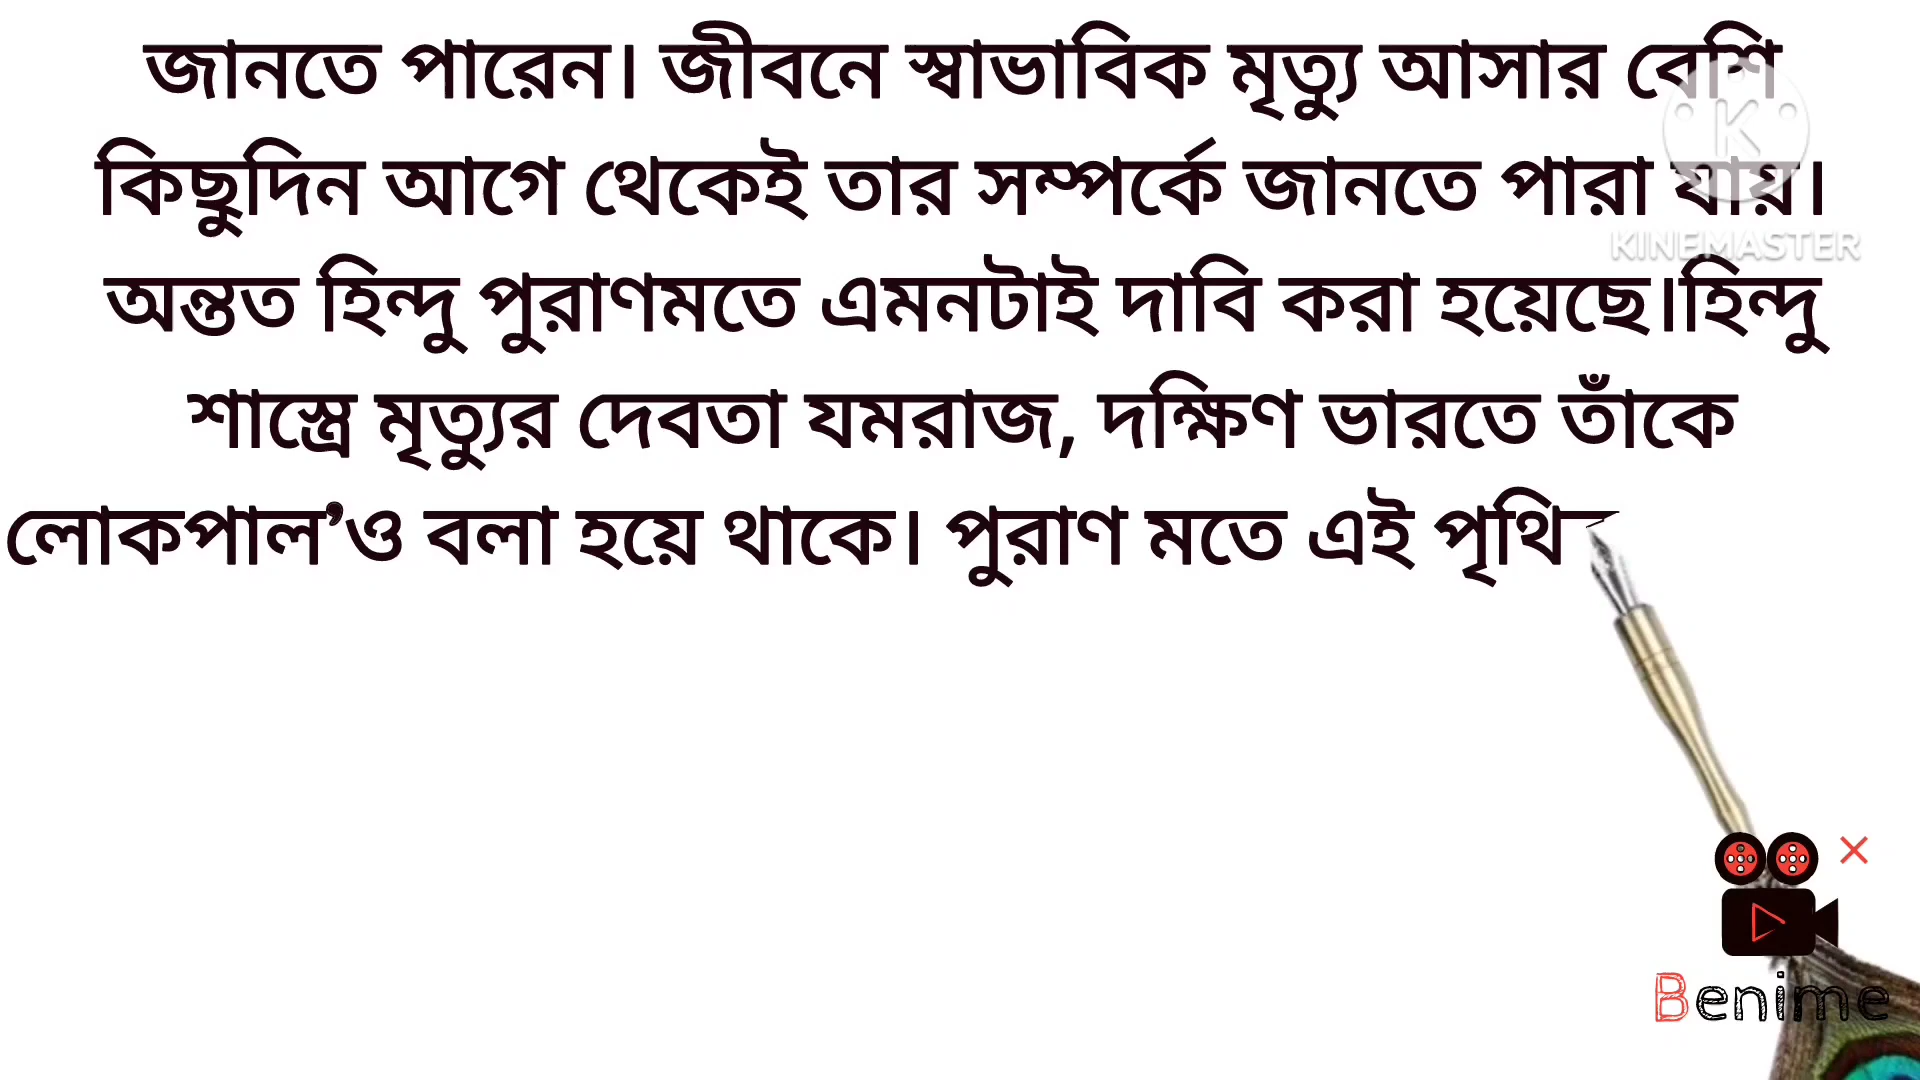 জানতে পারেন। জীবনে স্বাভাবিক মৃত্যু আসার বেশি
কিছুদিন আগে থেকেই তার সম্পর্কে জানতে পারা যায়।
অন্তত হিন্দু পুরাণমতে এমনটাই দাবি করা হয়েছে।হিন্দু
শাস্ত্রে মৃত্যুর দেবতা যমরাজ, দক্ষিণ ভারতে তাঁকে
লোকপাল’ও বলা হয়ে থাকে। পুরাণ মতে এই পৃথি
K
KINEMASTER
Benime